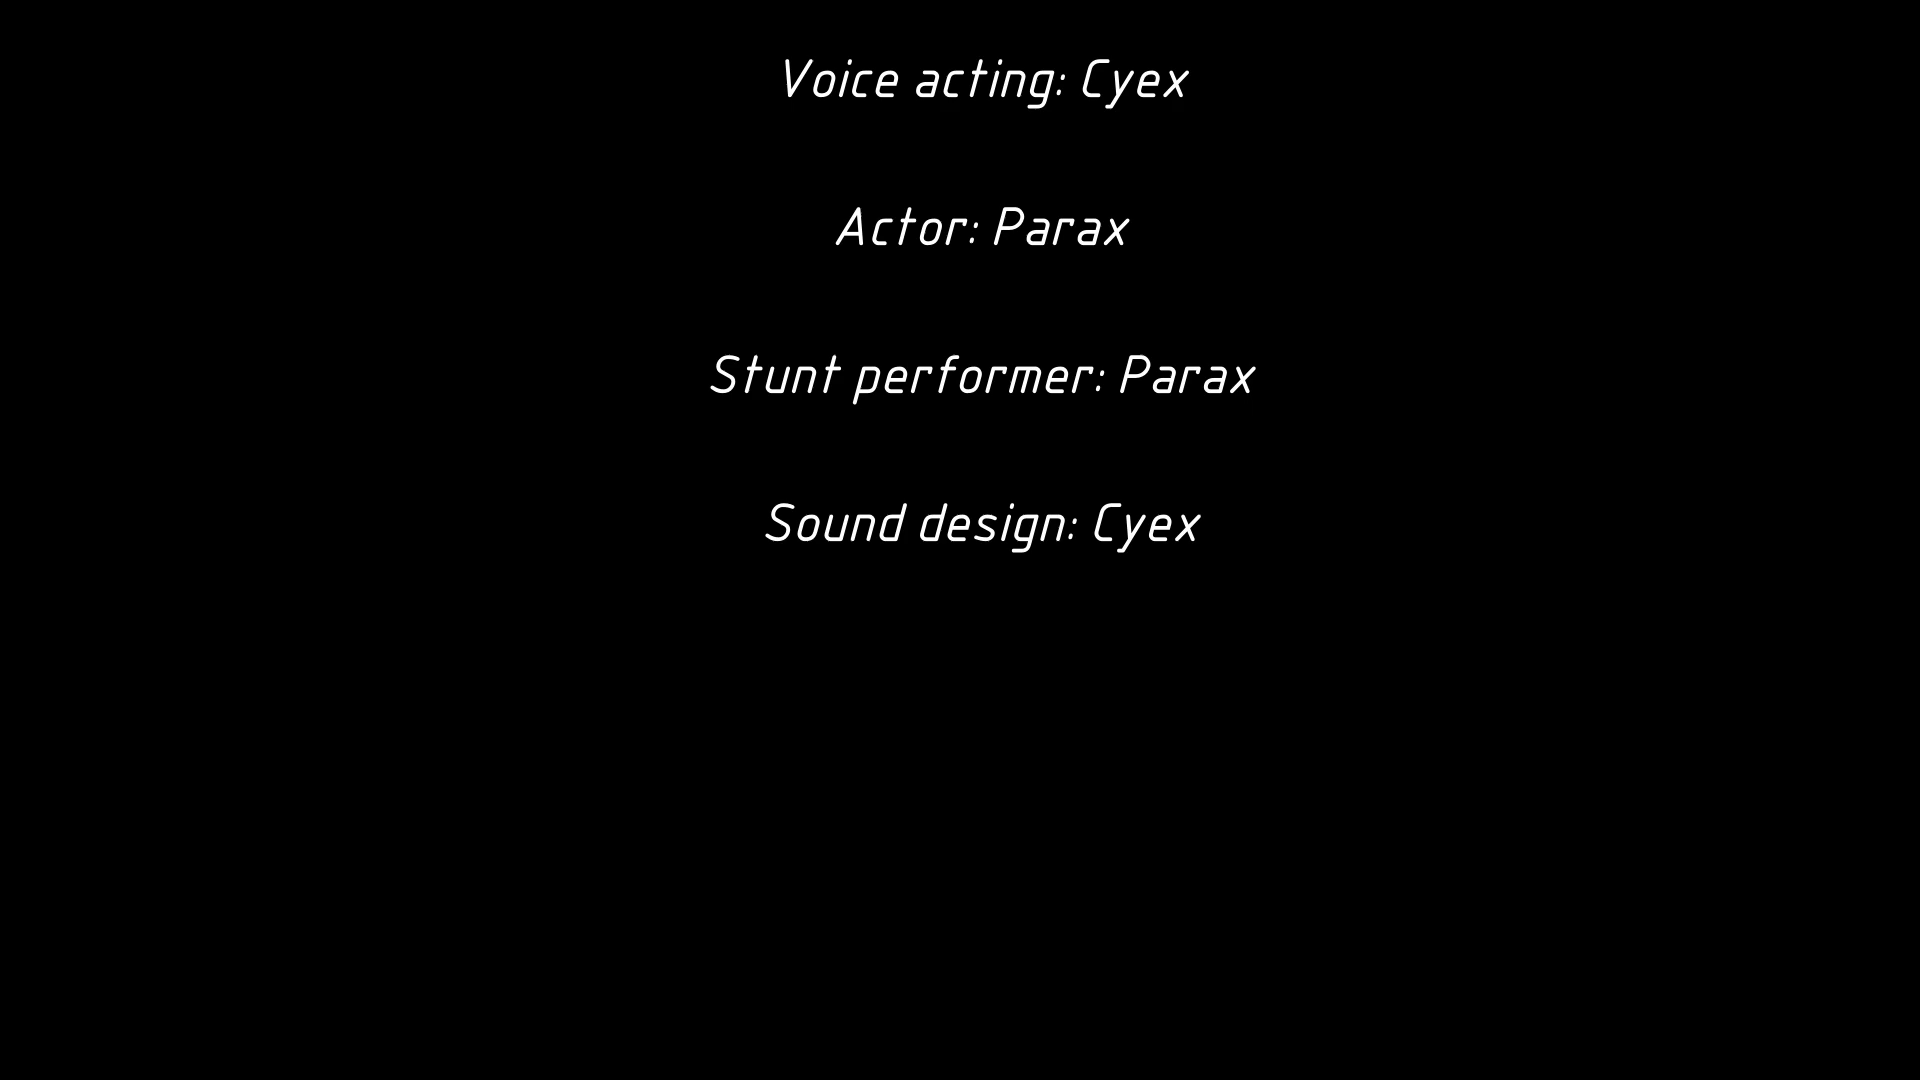 Voice acting: Cyex
Actor: Parax
Stunt performer: Parax
Sound design: Cyex